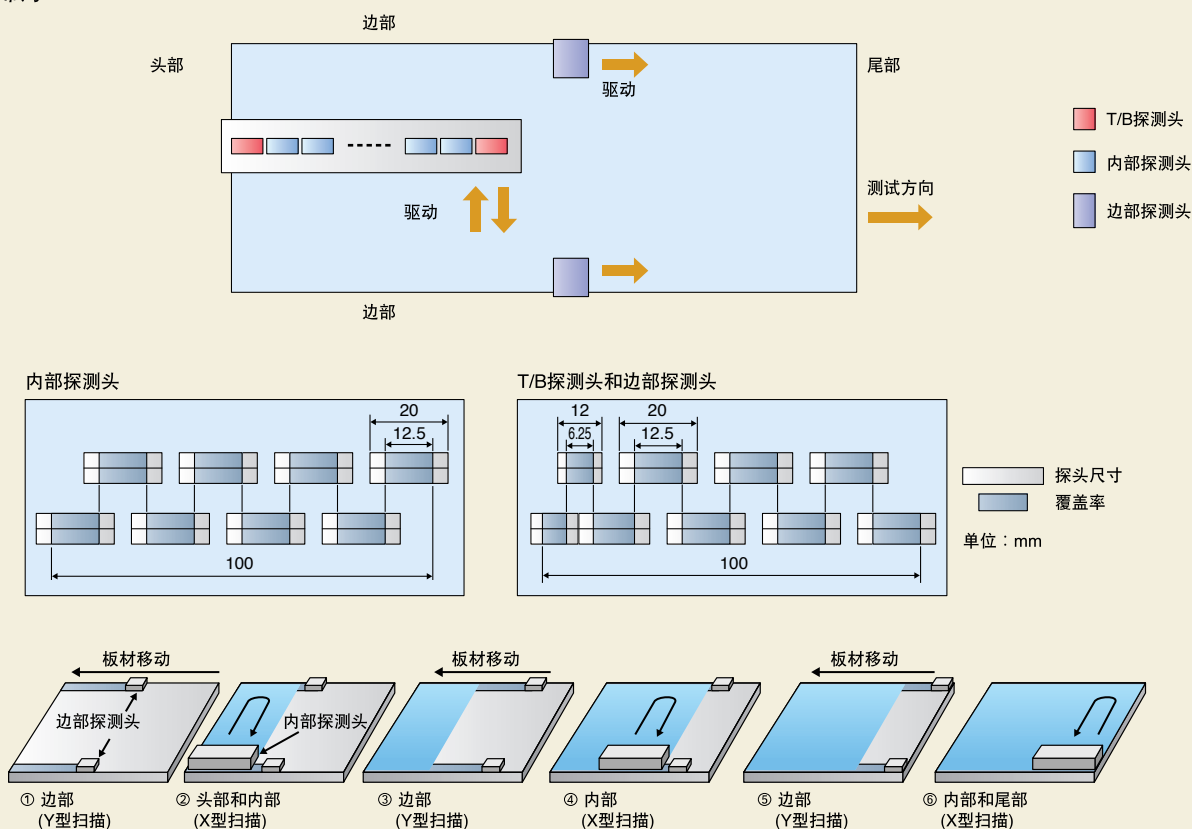 边部
头部
尾部
驱动
T/B探测头
内部探测头
测试方向
驱动
边部探测头
边部
内部探测头
T/B探测头和边部探测头
20
12.5
100
12
20
6.25
12.5
100
探头尺寸
覆盖率
单位：mm
板材移动
板材移动
板材移动
边部探测头
内部探测头
① 边部
(Y型扫描)
② 头部和内部
(X型扫描)
③ 边部
(Y型扫描)
④ 内部
(X型扫描)
⑤ 边部
(Y型扫描)
⑥ 内部和尾部
(X型扫描)